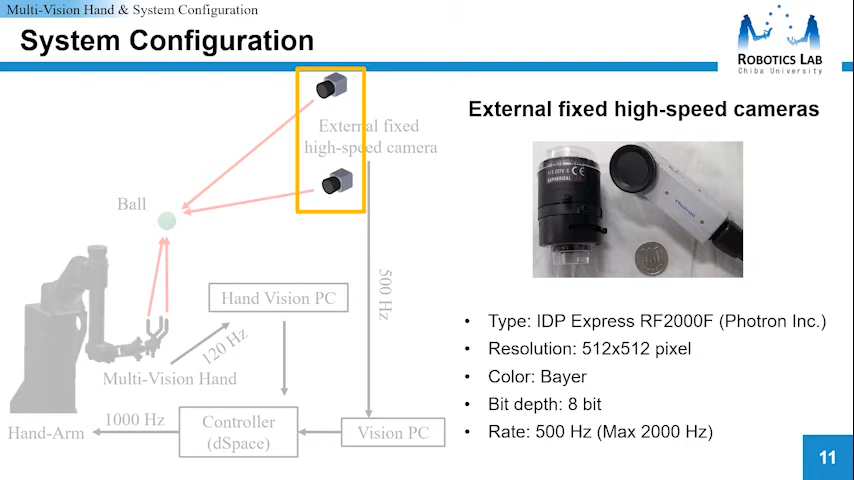 Multi-Vision Hand & System Configuration
System Configuration
ROBOTICS LAB
Chiba University
External fixed
high-speed camera
Ball
500 Hz
Hand Vision PC
120 Hz
Multi-Vision Hand
1000 Hz
Hand-Arm
Controller
(dSpace)
Vision PC
External fixed high-speed cameras
Photron
• Type: IDP Express RF2000F (Photron Inc.)
• Resolution: 512x512 pixel
• Color: Bayer
• Bit depth: 8 bit
• Rate: 500 Hz (Max 2000 Hz)
11